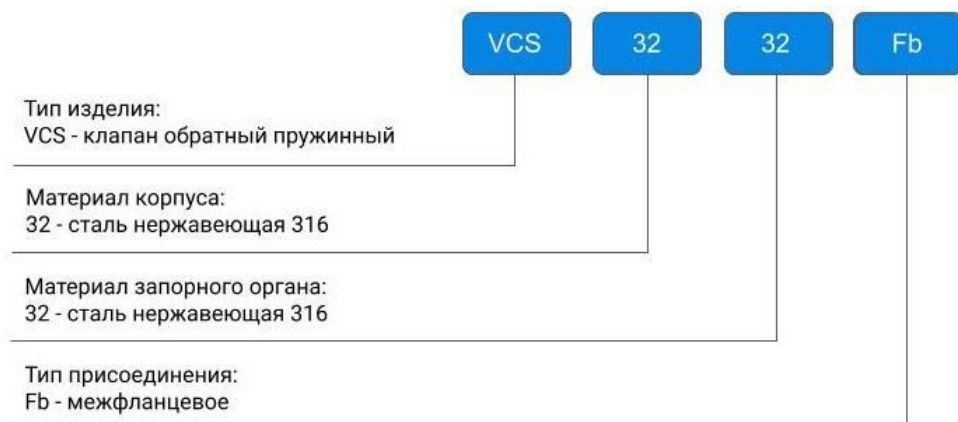 VCS 32 32 Fb
Тип изделия:
VCS - клапан обратный пружинный
Материал корпуса:
32 - сталь нержавеющая 316
Материал запорного органа:
32 - сталь нержавеющая 316
Тип присоединения:
Fb - межфланцевое